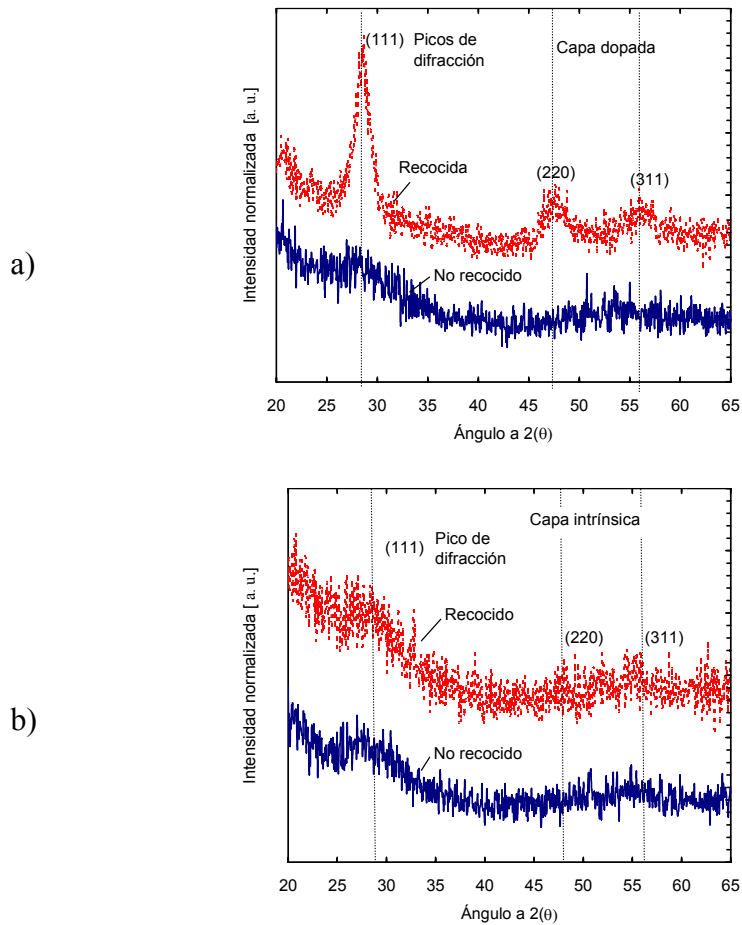 a)
Intensidad normalizada [a. u.]
(111) Picos de
difracción
Capa dopada
Recocida
(220)
(311)
No recocido
20 25 30 35 40 45 50 55 60 65
Ángulo a 2(θ)
b)
Intensidad normalizada [ a. u.]
Capa intrínsica
(111) Pico de
difracción
Recocido
(220)
(311)
No recocido
20 25 30 35 40 45 50 55 60 65
Ángulo a 2(θ)